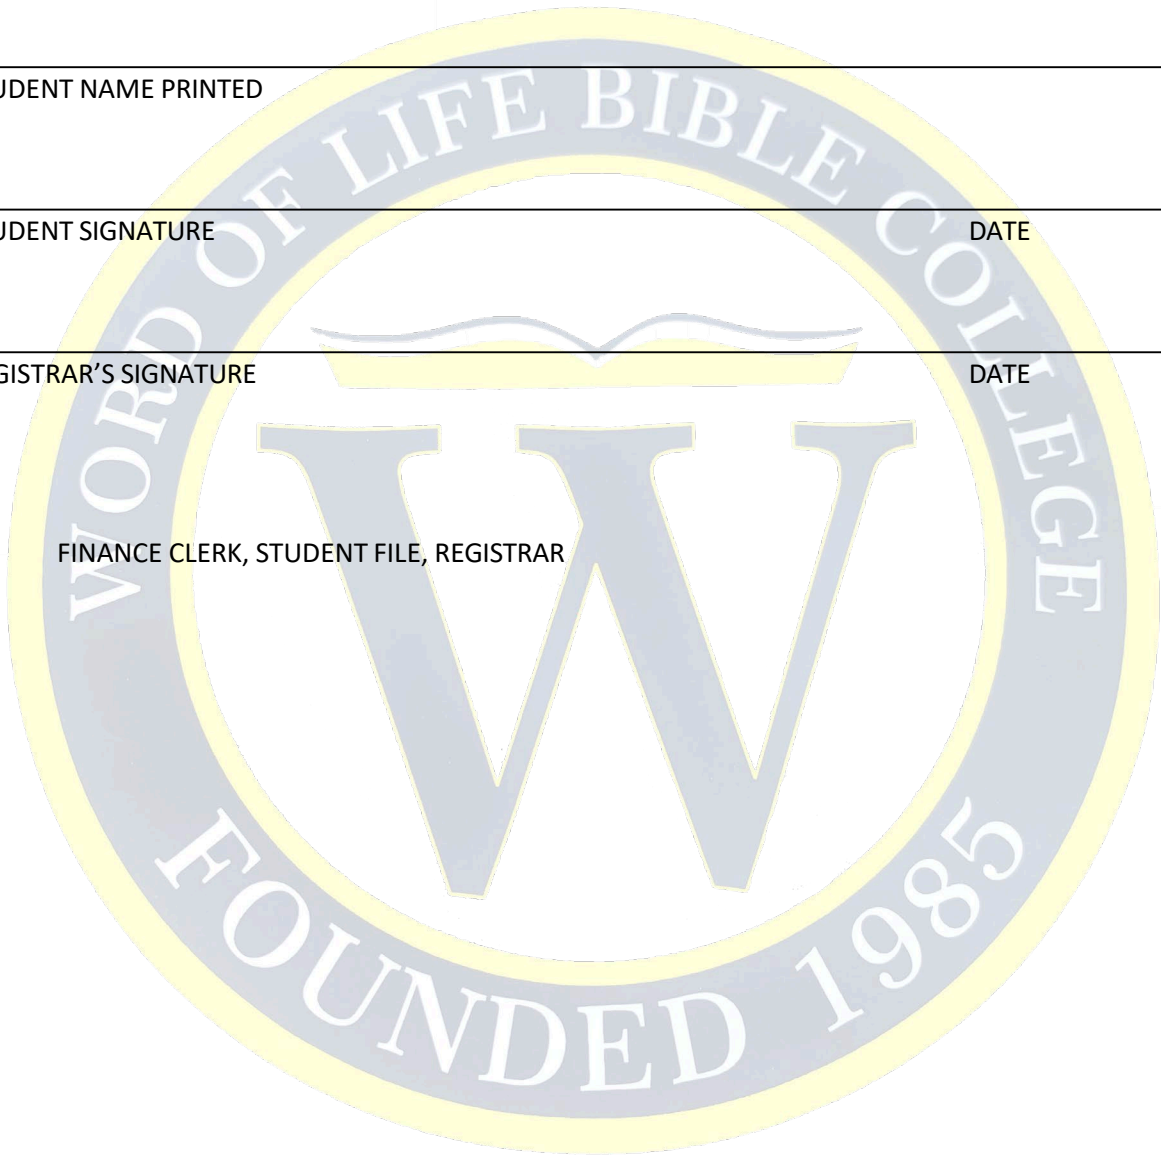 UDENT NAME PRINTED
UDENT SIGNATURE DATE
GISTRAR’S SIGNATURE DATE
FINANCE CLERK, STUDENT FILE, REGISTRAR
WORD OF LIFE BIBLE COLLEGE
W
FOUNDED 1985